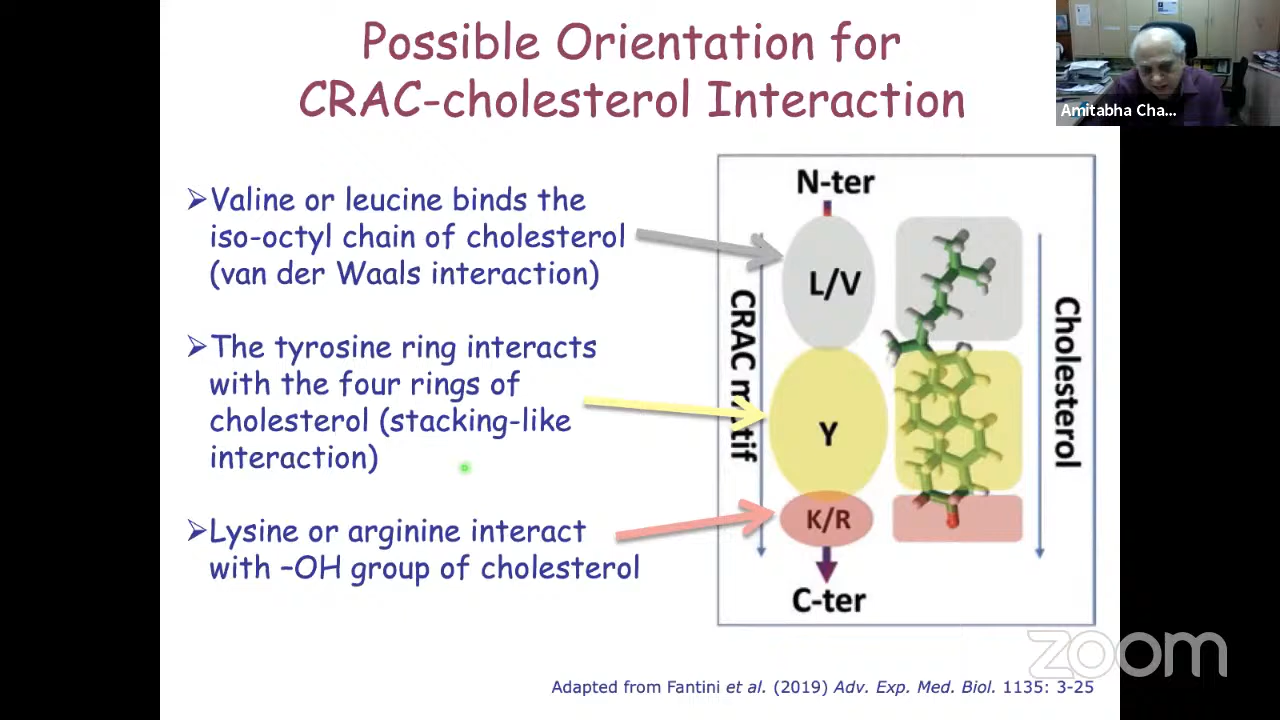 Possible Orientation for
CRAC-cholesterol Interaction
Amitabha Cha...
➢Valine or leucine binds the
iso-octyl chain of cholesterol
(van der Waals interaction)
➢The tyrosine ring interacts
with the four rings of
cholesterol (stacking-like
interaction)
➢Lysine or arginine interact
with –OH group of cholesterol
N-ter
L/V
CRAC motif
Y
K/R
C-ter
Cholesterol
zoom
Adapted from Fantini et al. (2019) Adv. Exp. Med. Biol. 1135: 3-25